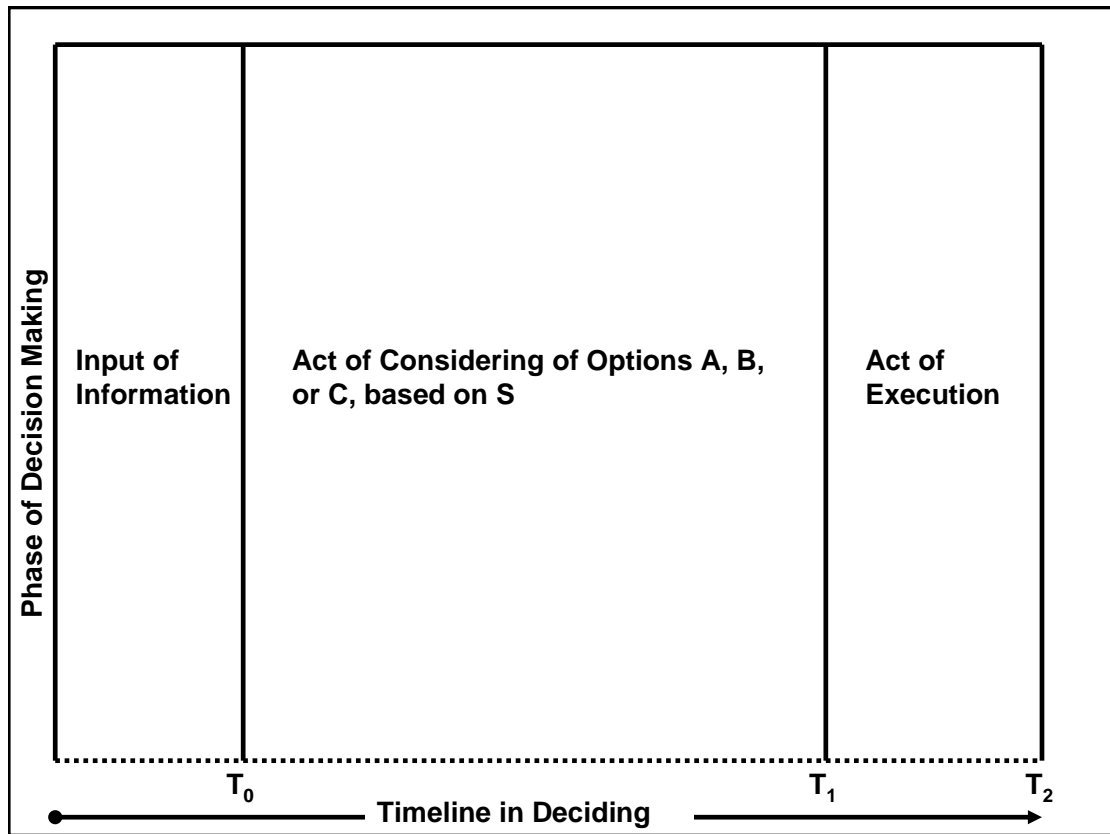 Phase of Decision Making
Input of
Information
Act of Considering of Options A, B,
or C, based on S
Act of
Execution
T0
T1
T2
Timeline in Deciding